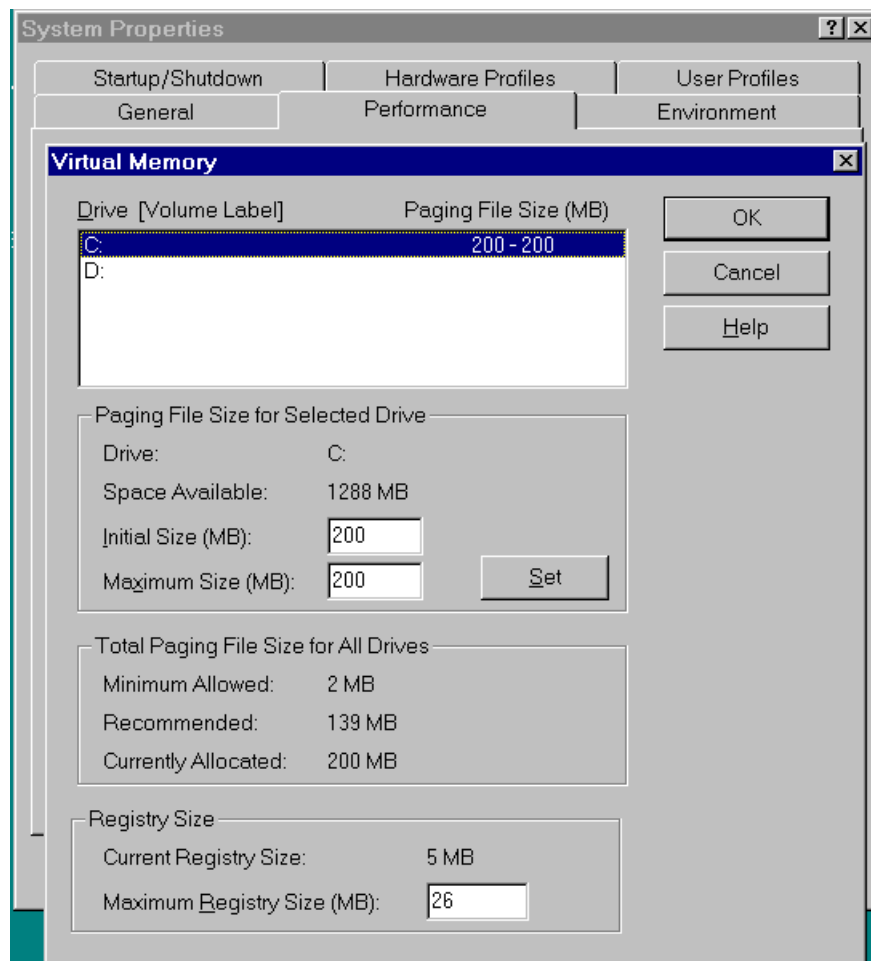 System Properties
Startup/Shutdown Hardware Profiles User Profiles
General Performance Environment
Virtual Memory
Drive [Volume Label] Paging File Size (MB)
C: 200 - 200
D:
OK
Cancel
Help
Paging File Size for Selected Drive
Drive: C:
Space Available: 1288 MB
Initial Size (MB): 200
Maximum Size (MB): 200
Set
Total Paging File Size for All Drives
Minimum Allowed: 2 MB
Recommended: 139 MB
Currently Allocated: 200 MB
Registry Size
Current Registry Size: 5 MB
Maximum Registry Size (MB): 26